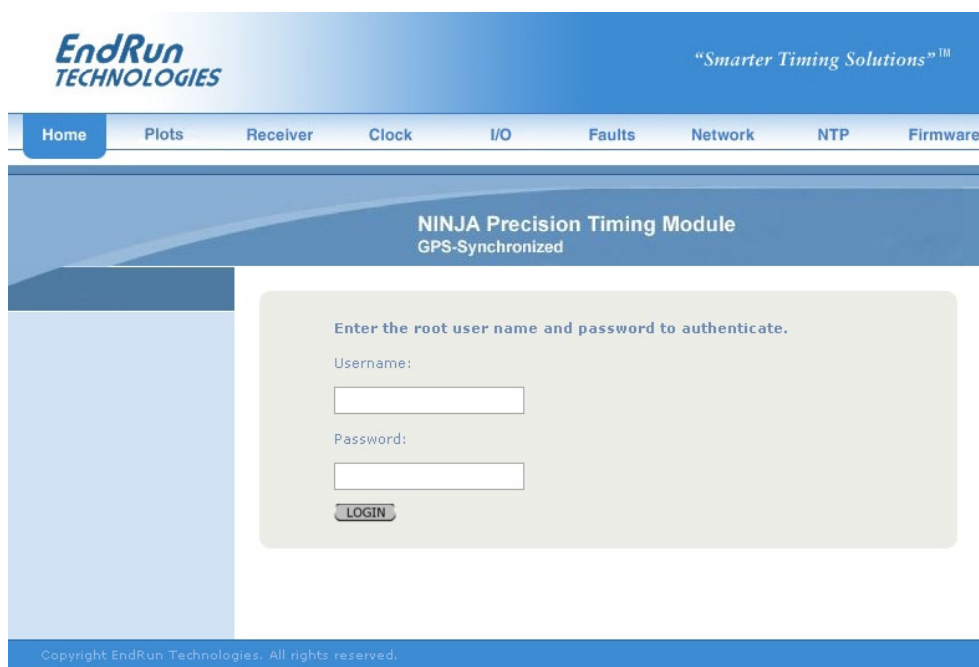 EndRun
TECHNOLOGIES
“Smarter Timing Solutions”™
Home Plots Receiver Clock I/O Faults Network NTP Firmware
NINJA Precision Timing Module
GPS-Synchronized
Enter the root user name and password to authenticate.
Username:
Password:
LOGIN
Copyright EndRun Technologies. All rights reserved.